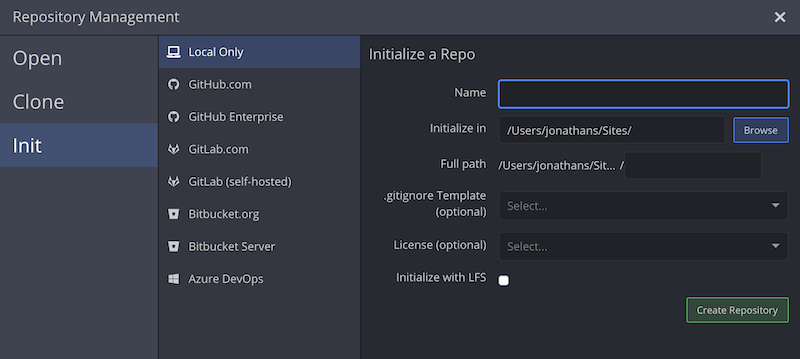 Repository Management
Open
Clone
Init
Local Only
GitHub.com
GitHub Enterprise
GitLab.com
GitLab (self-hosted)
Bitbucket.org
Bitbucket Server
Azure DevOps
Initialize a Repo
Name
Initialize in /Users/jonathans/Sites/ Browse
Full path /Users/jonathans/Sit... /
.gitignore Template
(optional) Select...
License (optional) Select...
Initialize with LFS
Create Repository